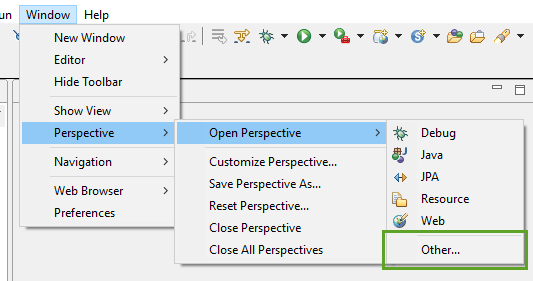 un Window Help
New Window
Editor
Hide Toolbar
Show View
Perspective
Navigation
Web Browser
Preferences
Open Perspective
Customize Perspective...
Save Perspective As...
Reset Perspective...
Close Perspective
Close All Perspectives
Debug
Java
JPA
Resource
Web
Other...